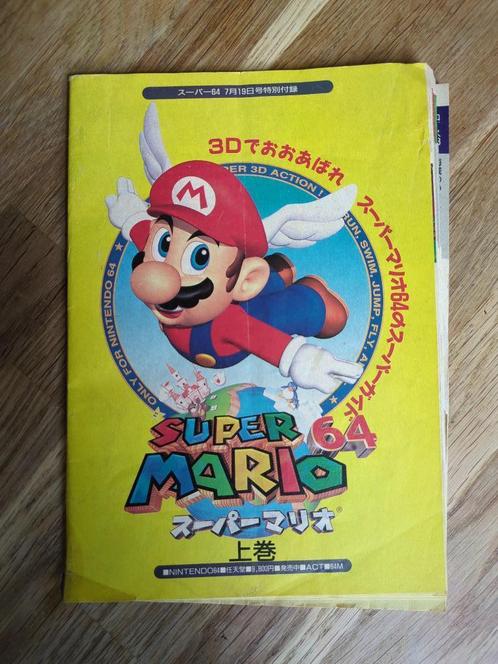 スーパー64 7月19日号特別付録
3Dでおおあばれ
スーパーマリオ64のスーパーガイド
SUPER 3D ACTION !
RUN, SWIM, JUMP, FLY,
★ ONLY FOR NINTENDO 64 ★
M
SUPER
MARIO 64
スーパーマリオ®
上巻
■NINTENDO64■任天堂■9,800円■発売中■ACT■64M